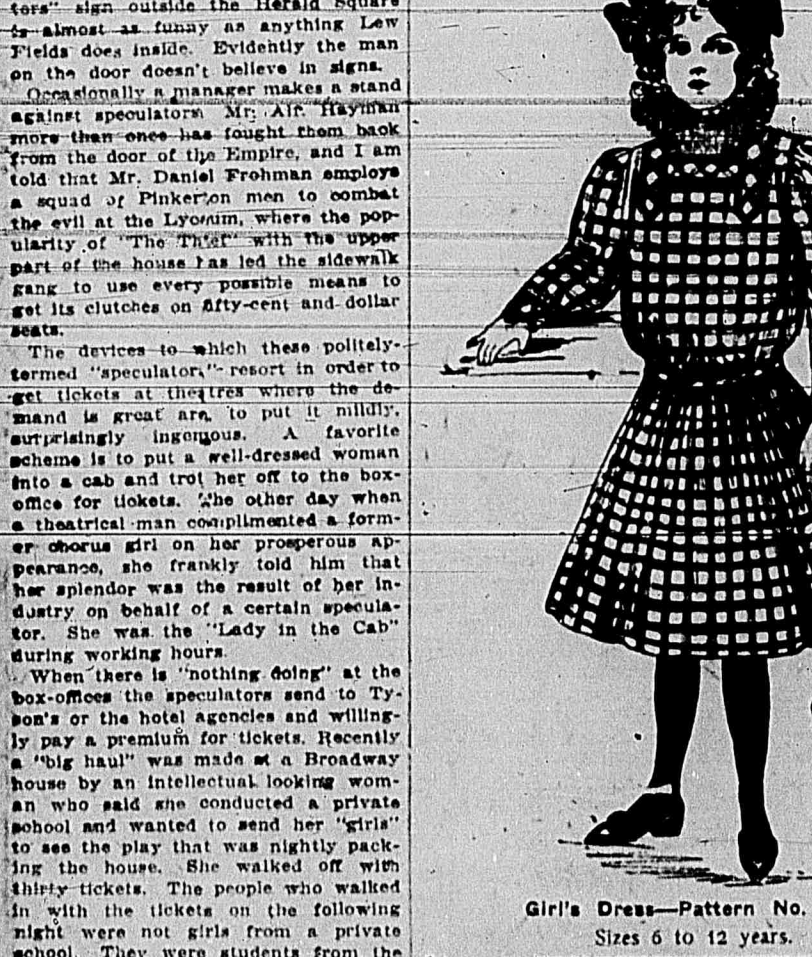 tors" sign outside the Herald Square
is almost as funny as anything Lew
Fields does inside. Evidently the man
on the door doesn't believe in signs.
Occasionally a manager makes a stand
against speculators. Mr. Alf. Hayman
more than once has fought them back
from the door of the Empire, and I am
told that Mr. Daniel Frohman employs
a squad of Pinkerton men to combat
the evil at the Lyceum, where the pop-
ularity of "The Thief" with the upper
part of the house has led the sidewalk
gang to use every possible means to
get its clutches on fifty-cent and dollar
seats.
The devices to which these politely-
termed "speculators" resort in order to
get tickets at theatres where the de-
mand is great are, to put it mildly,
surprisingly ingenious. A favorite
scheme is to put a well-dressed woman
into a cab and trot her off to the box-
office for tickets. The other day when
a theatrical man complimented a form-
er chorus girl on her prosperous ap-
pearance, she frankly told him that
her splendor was the result of her in-
dustry on behalf of a certain specula-
tor. She was the "Lady in the Cab"
during working hours.
When there is "nothing doing" at the
box-offices the speculators send to Ty-
son's or the hotel agencies and willing-
ly pay a premium for tickets. Recently
a "big haul" was made at a Broadway
house by an intellectual looking wom-
an who said she conducted a private
school and wanted to send her "girls"
to see the play that was nightly pack-
ing the house. She walked off with
thirty tickets. The people who walked
in with the tickets on the following
night were not girls from a private
school. They were students from the
Girl's Dress—Pattern No.
Sizes 6 to 12 years.